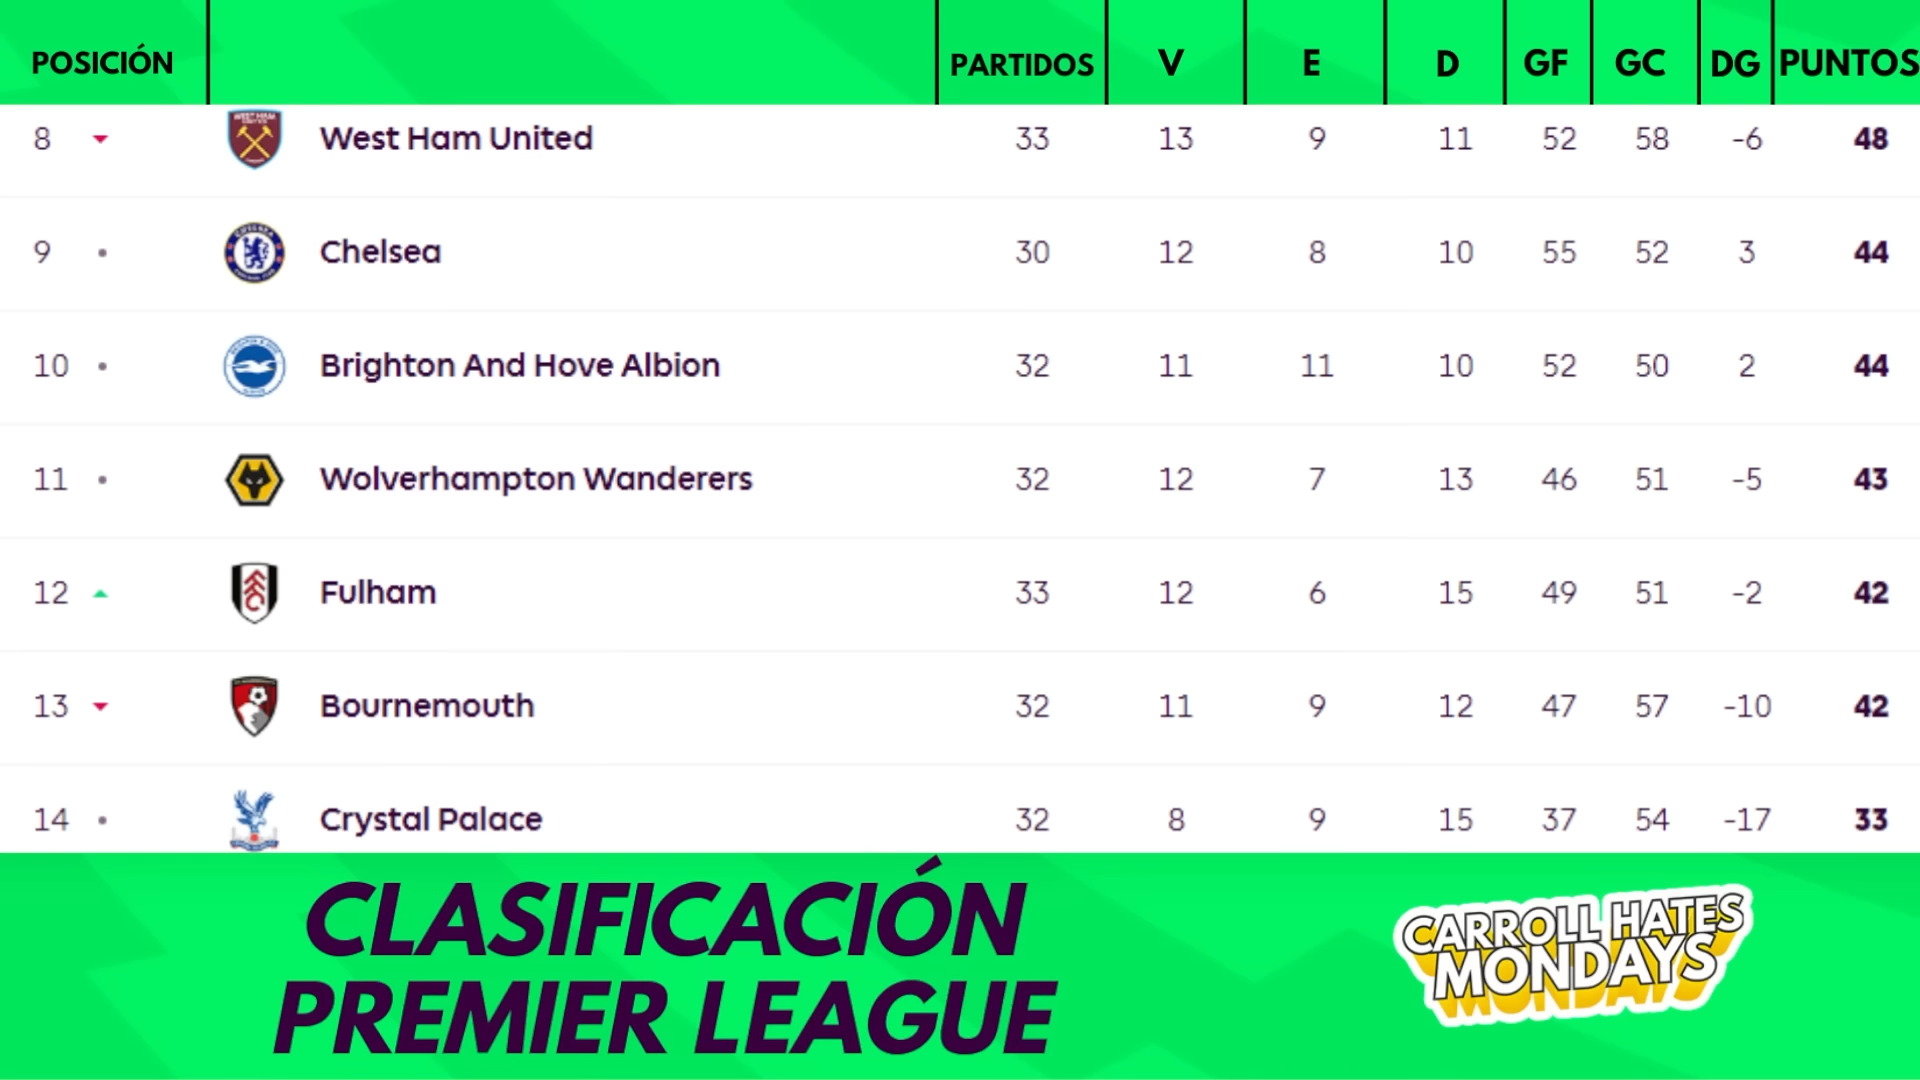 POSICIÓN PARTIDOS V E D GF GC DG PUNTOS
8 West Ham United 33 13 9 11 52 58 -6 48
9 Chelsea 30 12 8 10 55 52 3 44
10 Brighton And Hove Albion 32 11 11 10 52 50 2 44
11 Wolverhampton Wanderers 32 12 7 13 46 51 -5 43
12 Fulham 33 12 6 15 49 51 -2 42
13 Bournemouth 32 11 9 12 47 57 -10 42
14 Crystal Palace 32 8 9 15 37 54 -17 33
CLASIFICACIÓN
PREMIER LEAGUE
CARROLL HATES
MONDAYS